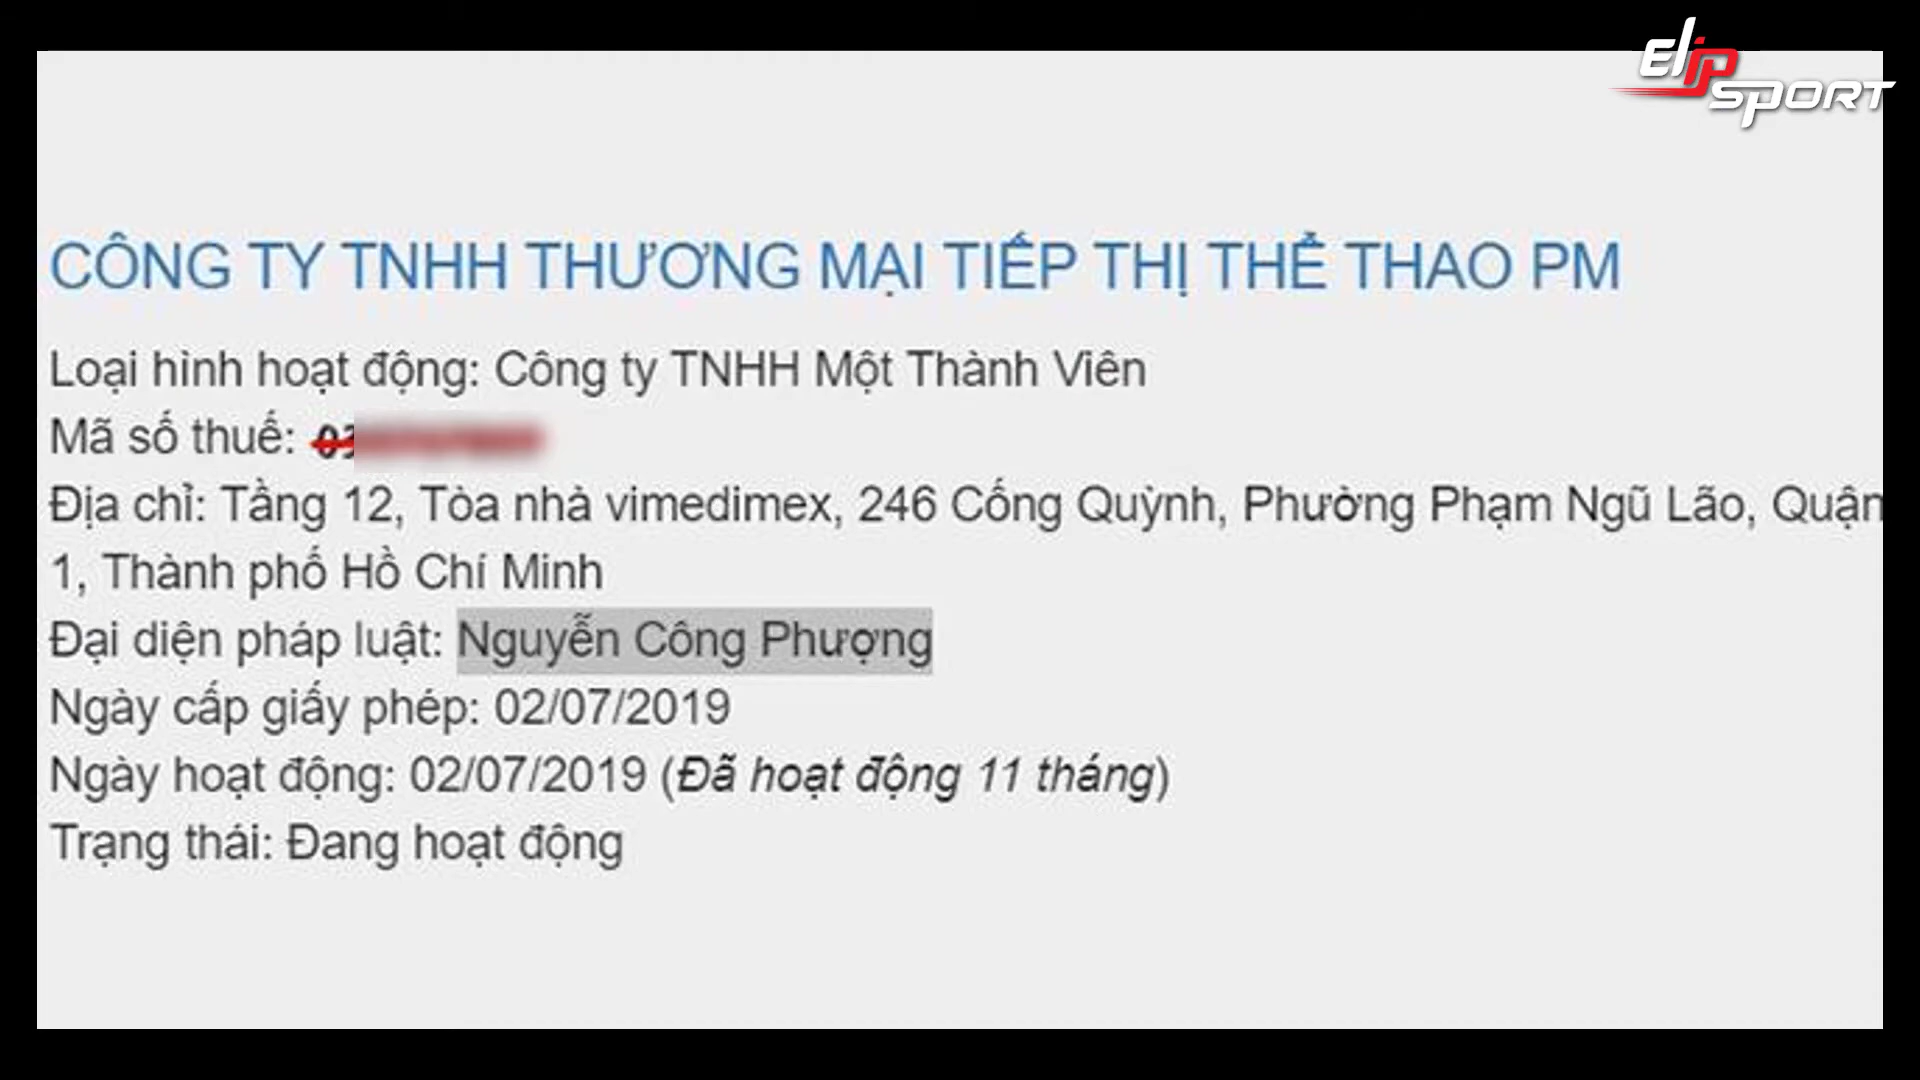 Elip
SPORT
CÔNG TY TNHH THƯƠNG MẠI TIẾP THỊ THỂ THAO PM
Loại hình hoạt động: Công ty TNHH Một Thành Viên
Mã số thuế:
Địa chỉ: Tầng 12, Tòa nhà vimedimex, 246 Cống Quỳnh, Phường Phạm Ngũ Lão, Quận
1, Thành phố Hồ Chí Minh
Đại diện pháp luật: Nguyễn Công Phượng
Ngày cấp giấy phép: 02/07/2019
Ngày hoạt động: 02/07/2019 (Đã hoạt động 11 tháng)
Trạng thái: Đang hoạt động